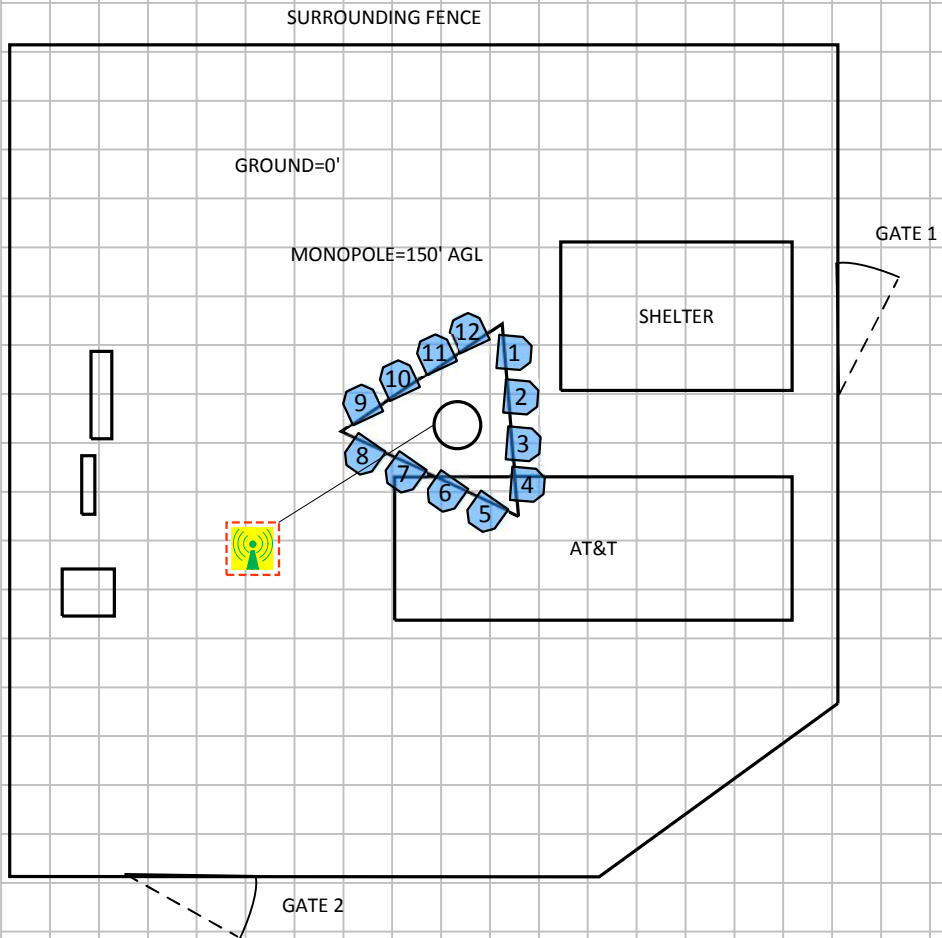 SURROUNDING FENCE
GROUND=0'
GATE 1
MONOPOLE=150' AGL
SHELTER
12
11
1
10
2
9
3
8
7
4
6
5
AT&T
GATE 2